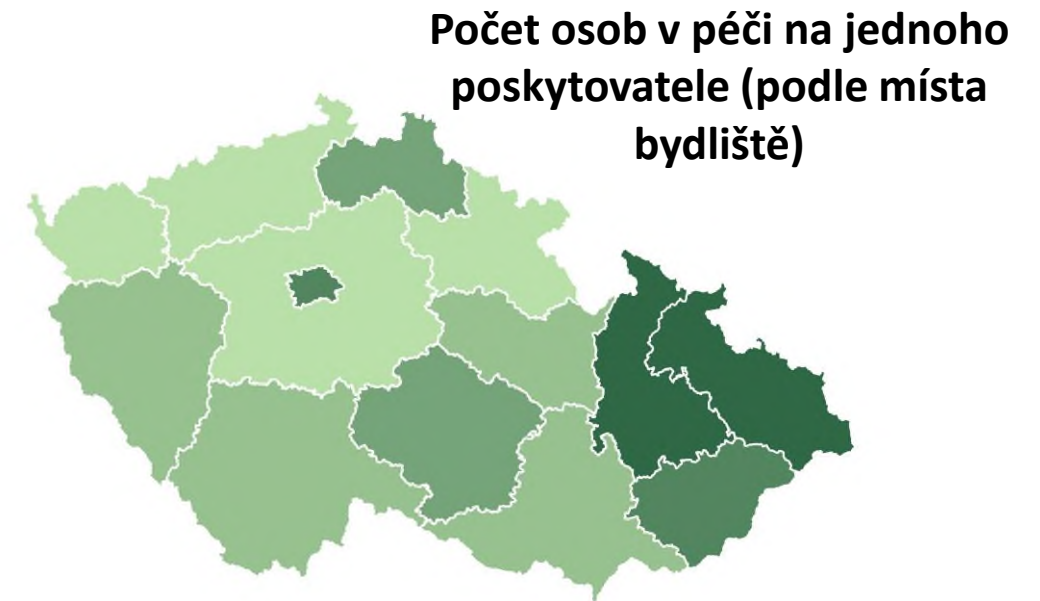 Počet osob v péči na jednoho
poskytovatele (podle místa
bydliště)